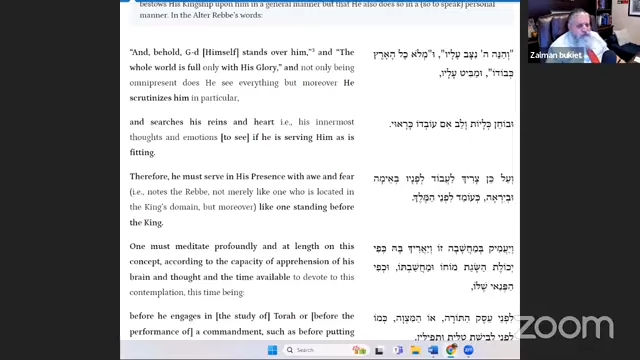 bestows His Kingship upon him in a general manner but that He also does so in a (so to speak) personal
manner. In the Alter Rebbe's words:
"And, behold, G-d [Himself] stands over him,"³ and "The
whole world is full only with His Glory," and not only being
omnipresent does He see everything but moreover He
scrutinizes him in particular,
"וְהִנֵּה ה' נִצָּב עָלָיו", וּ"מְלֹא כָל הָאָרֶץ
כְּבוֹדוֹ", וּמַבִּיט עָלָיו,
and searches his reins and heart i.e., his innermost
thoughts and emotions [to see] if he is serving Him as is
fitting.
וּבוֹחֵן כְּלָיוֹת וָלֵב אִם עוֹבְדוֹ כָּרָאוּי.
Therefore, he must serve in His Presence with awe and fear
(i.e., notes the Rebbe, not merely like one who is located in
the King's domain, but moreover) like one standing before
the King.
וְעַל כֵּן צָרִיךְ לַעֲבוֹד לְפָנָיו בְּאֵימָה
וּבְיִרְאָה, כְּעוֹמֵד לִפְנֵי הַמֶּלֶךְ.
One must meditate profoundly and at length on this
concept, according to the capacity of apprehension of his
brain and thought and the time available to devote to this
contemplation, this time being:
וְיַעֲמִיק בְּמַחֲשָׁבָה זוֹ וְיַאֲרִיךְ בָּהּ כְּפִי
יְכוֹלֶת הַשָּׂגַת מוֹחוֹ וּמַחֲשַׁבְתּוֹ, וּכְפִי
הַפְּנַאי שֶׁלּוֹ,
before he engages in [the study of] Torah or [before the
performance of] a commandment, such as before putting
לִפְנֵי עֵסֶק הַתּוֹרָה, אוֹ הַמִּצְוָה, כְּמוֹ
לִפְנֵי לְבִישַׁת טַלִּית וּתְפִילִּין.
Zalman bukiet
Search
zoom